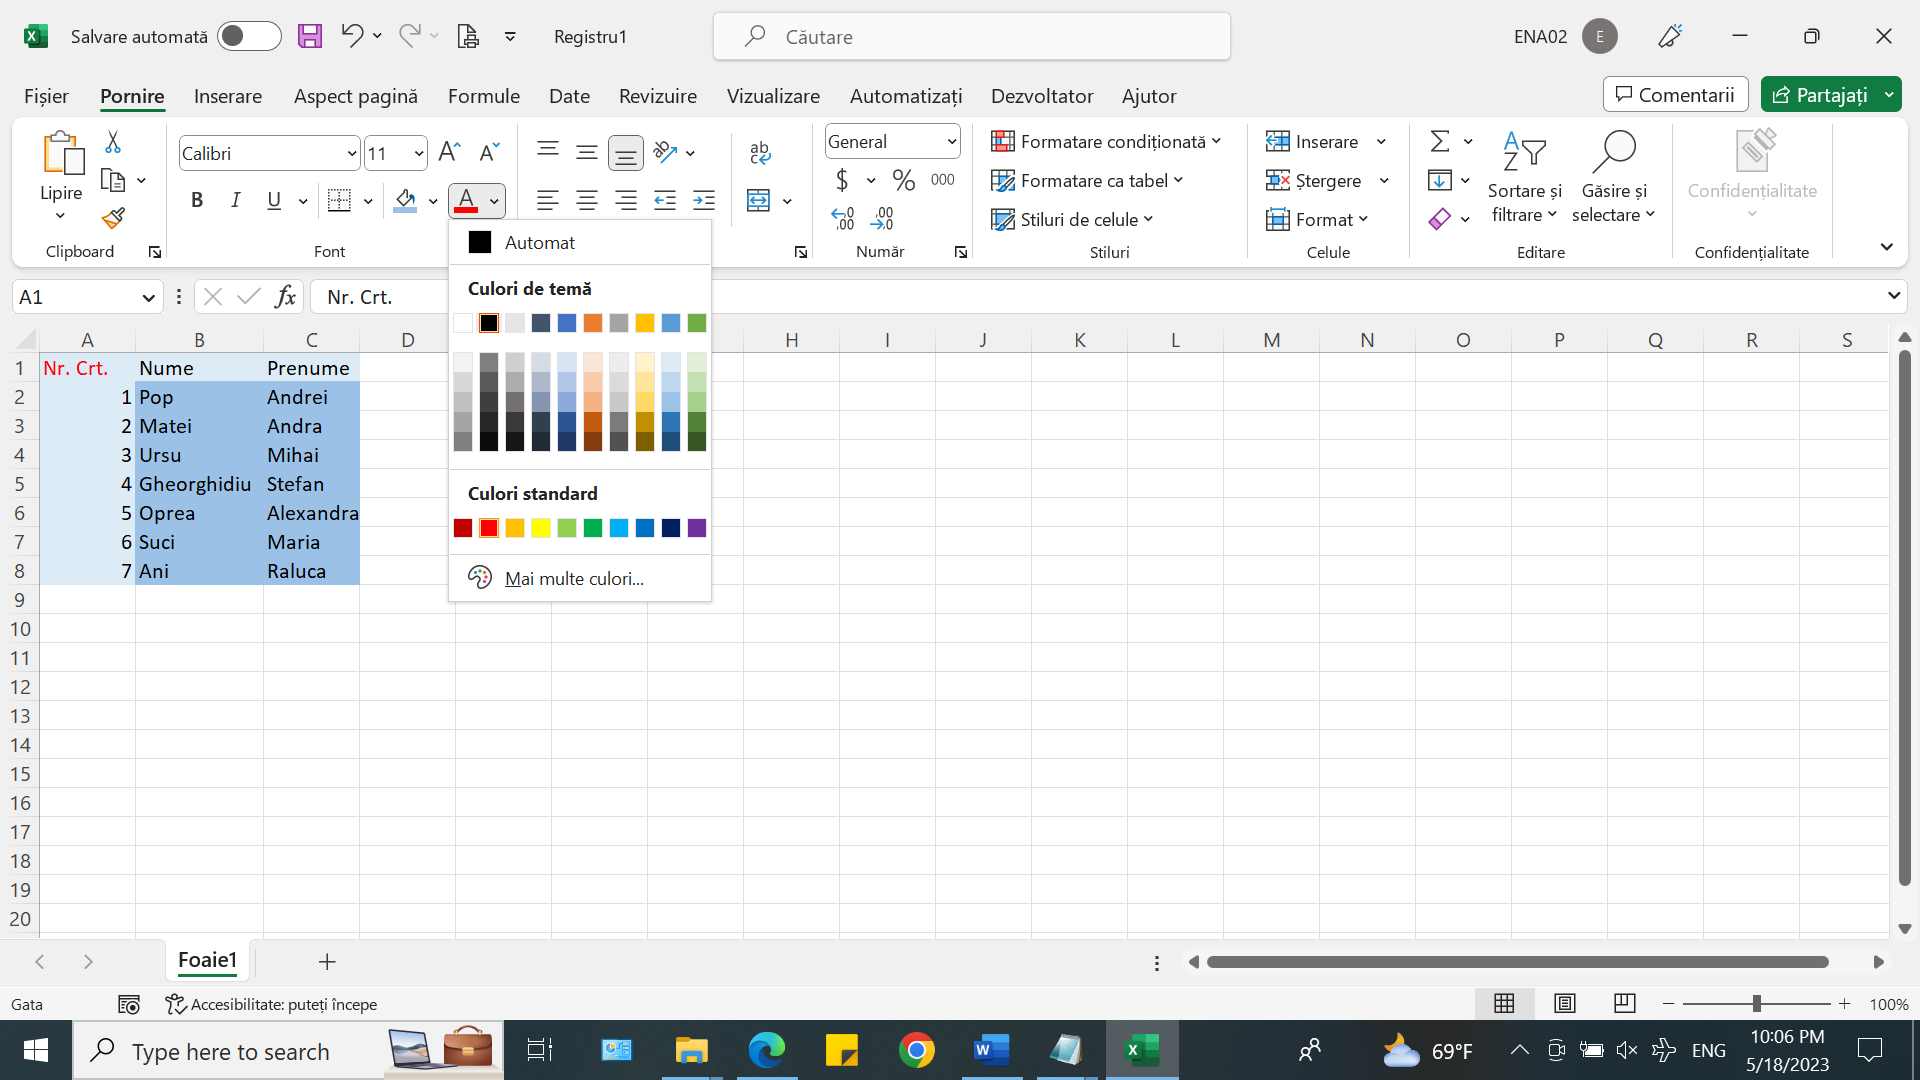 Salvare automată
Registru1
Căutare
ENA02
E
Fișier
Pornire
Inserare
Aspect pagină
Formule
Date
Revizuire
Vizualizare
Automatizați
Dezvoltator
Ajutor
Comentarii
Partajați
Lipire
Clipboard
Calibri
11
B
I
U
Font
ab
General
$
%
000
Număr
Formatare condiționată
Formatare ca tabel
Stiluri de celule
Stiluri
Inserare
Ștergere
Format
Celule
Sortare și
filtrare
Găsire și
selectare
Editare
Confidențialitate
Confidențialitate
Automat
Culori de temă
Culori standard
Mai multe culori...
A1
fx
Nr. Crt.
A B C D H I J K L M N O P Q R S
1 Nr. Crt. Nume Prenume
2 1 Pop Andrei
3 2 Matei Andra
4 3 Ursu Mihai
5 4 Gheorghidiu Stefan
6 5 Oprea Alexandra
7 6 Suci Maria
8 7 Ani Raluca
9
10
11
12
13
14
15
16
17
18
19
20
Foaie1
Gata
Accesibilitate: puteți începe
100%
Type here to search
69°F
ENG
10:06 PM
5/18/2023